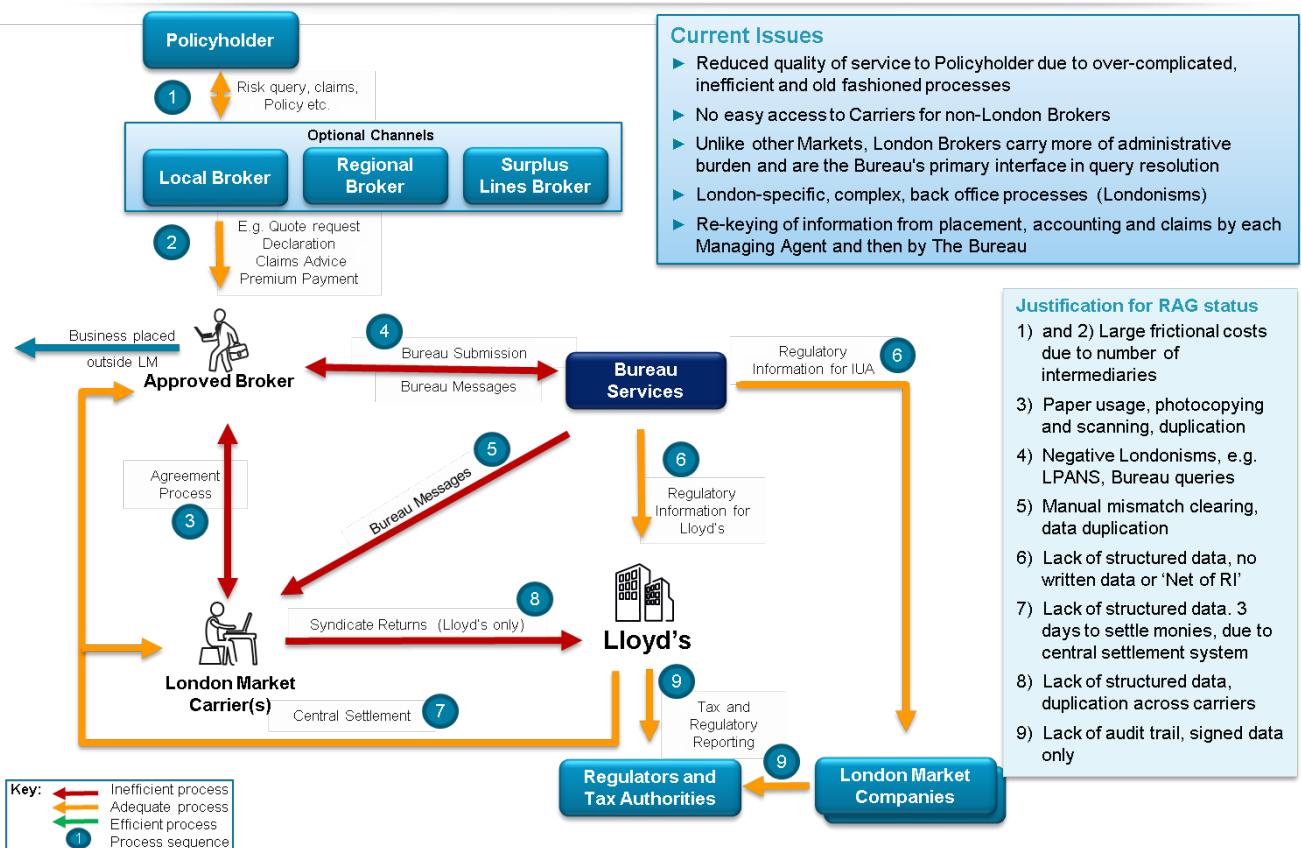 Policyholder
1
Risk query, claims,
Policy etc.
Optional Channels
Local Broker
Regional
Broker
Surplus
Lines Broker
2
E.g. Quote request
Declaration
Claims Advice
Premium Payment
Current Issues
Reduced quality of service to Policyholder due to over-complicated,
inefficient and old fashioned processes
No easy access to Carriers for non-London Brokers
Unlike other Markets, London Brokers carry more of administrative
burden and are the Bureau's primary interface in query resolution
London-specific, complex, back office processes (Londonisms)
Re-keying of information from placement, accounting and claims by each
Managing Agent and then by The Bureau
Business placed
outside LM
Approved Broker
4
Bureau Submission
Bureau Messages
Bureau
Services
Regulatory
Information for IUA
6
Agreement
Process
3
5
Bureau Messages
6
Regulatory
Information for
Lloyd's
London Market
Carrier(s)
8
Syndicate Returns (Lloyd's only)
Lloyd's
Central Settlement
7
9
Tax and
Regulatory
Reporting
Regulators and
Tax Authorities
9
London Market
Companies
Justification for RAG status
1) and 2) Large frictional costs
due to number of
intermediaries
3) Paper usage, photocopying
and scanning, duplication
4) Negative Londonisms, e.g.
LPANS, Bureau queries
5) Manual mismatch clearing,
data duplication
6) Lack of structured data, no
written data or ‘Net of RI’
7) Lack of structured data. 3
days to settle monies, due to
central settlement system
8) Lack of structured data,
duplication across carriers
9) Lack of audit trail, signed data
only
Key:
Inefficient process
Adequate process
Efficient process
1
Process sequence